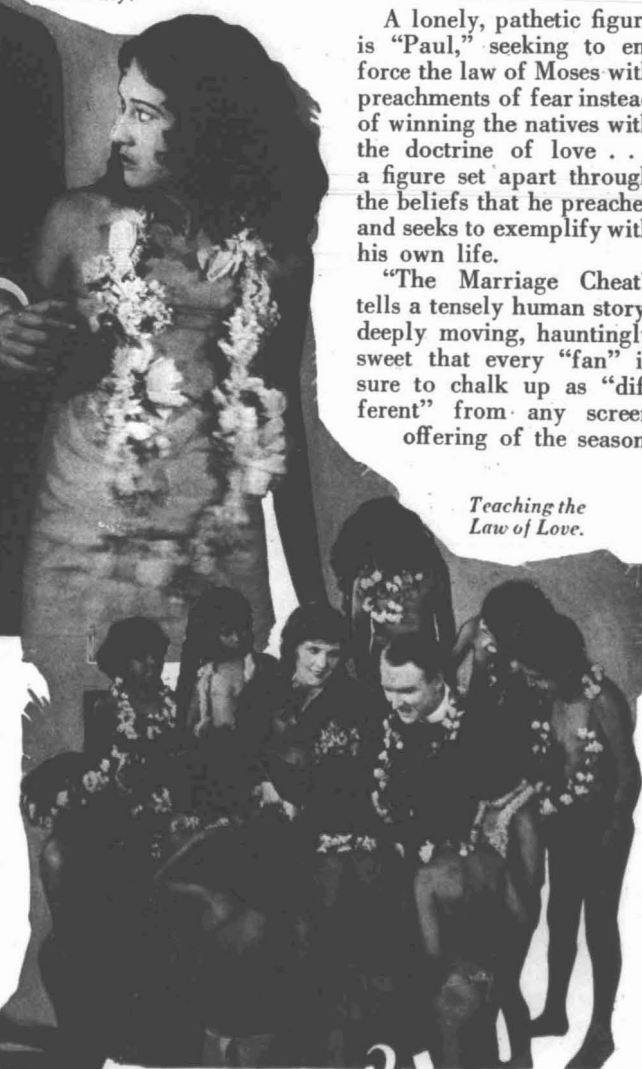 A lonely, pathetic figur
is “Paul,” seeking to en
force the law of Moses wit
preachments of fear instea
of winning the natives wit
the doctrine of love . . .
a figure set apart throug
the beliefs that he preache
and seeks to exemplify wit
his own life.
“The Marriage Cheat”
tells a tensely human story
deeply moving, hauntingl
sweet that every “fan” i
sure to chalk up as “dif
ferent” from any scree
offering of the season
Teaching the
Law of Love.